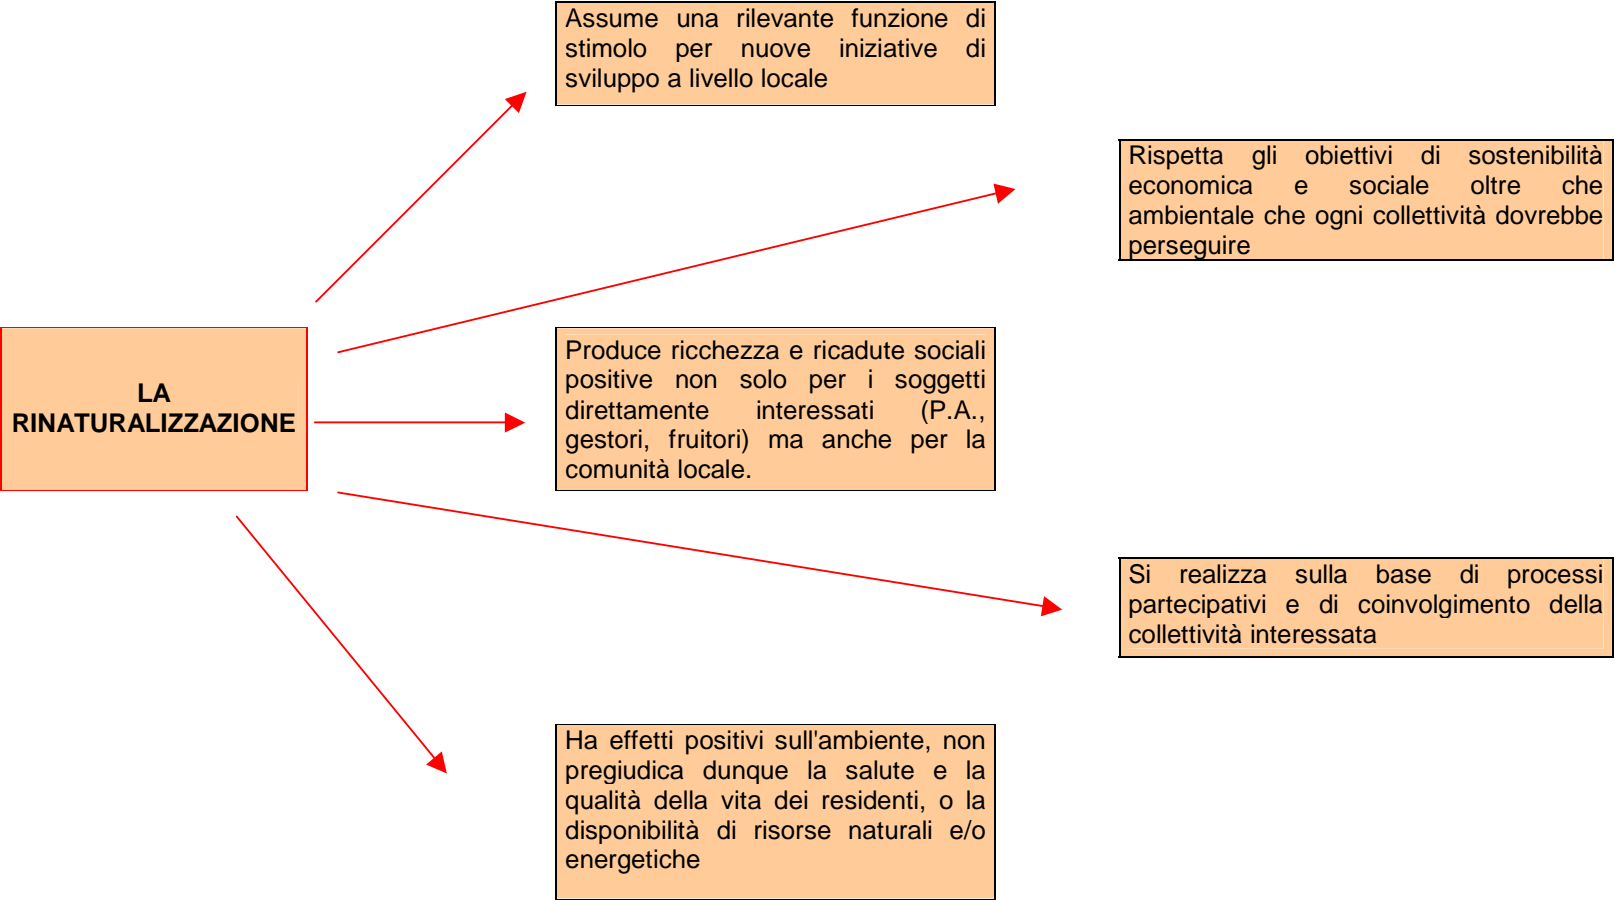 Assume una rilevante funzione di
stimolo per nuove iniziative di
sviluppo a livello locale
Rispetta gli obiettivi di sostenibilità
economica e sociale oltre che
ambientale che ogni collettività dovrebbe
perseguire
LA
RINATURALIZZAZIONE
Produce ricchezza e ricadute sociali
positive non solo per i soggetti
direttamente interessati (P.A.,
gestori, fruitori) ma anche per la
comunità locale.
Si realizza sulla base di processi
partecipativi e di coinvolgimento della
collettività interessata
Ha effetti positivi sull'ambiente, non
pregiudica dunque la salute e la
qualità della vita dei residenti, o la
disponibilità di risorse naturali e/o
energetiche